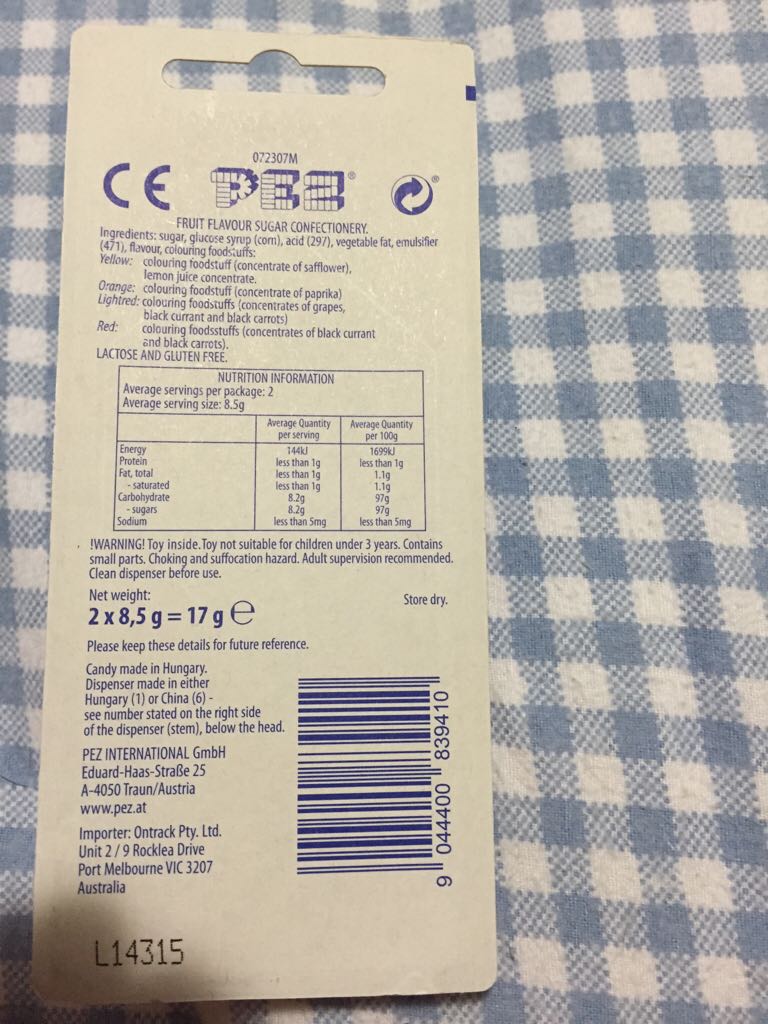 072307M
CE PEZ® ®
FRUIT FLAVOUR SUGAR CONFECTIONERY.
Ingredients: sugar, glucose syrup (corn), acid (297), vegetable fat, emulsifier
(471), flavour, colouring foodstuffs:
Yellow: colouring foodstuff (concentrate of safflower),
lemon juice concentrate.
Orange: colouring foodstuff (concentrate of paprika)
Lightred: colouring foodstuffs (concentrates of grapes,
black currant and black carrots)
Red: colouring foodsstuffs (concentrates of black currant
and black carrots).
LACTOSE AND GLUTEN FREE.
NUTRITION INFORMATION
Average servings per package: 2
Average serving size: 8.5g
Average Quantity Average Quantity
per serving per 100g
Energy 144kJ 1699kJ
Protein less than 1g less than 1g
Fat, total less than 1g 1.1g
- saturated less than 1g 1.1g
Carbohydrate 8.2g 97g
- sugars 8.2g 97g
Sodium less than 5mg less than 5mg
!WARNING! Toy inside. Toy not suitable for children under 3 years. Contains
small parts. Choking and suffocation hazard. Adult supervision recommended.
Clean dispenser before use.
Net weight: Store dry.
2 x 8,5 g = 17 g ℮
Please keep these details for future reference.
Candy made in Hungary.
Dispenser made in either
Hungary (1) or China (6) -
see number stated on the right side
of the dispenser (stem), below the head.
PEZ INTERNATIONAL GmbH
Eduard-Haas-Straße 25
A-4050 Traun/Austria
www.pez.at
Importer: Ontrack Pty. Ltd.
Unit 2 / 9 Rocklea Drive
Port Melbourne VIC 3207
Australia
9 044400 839410
L14315